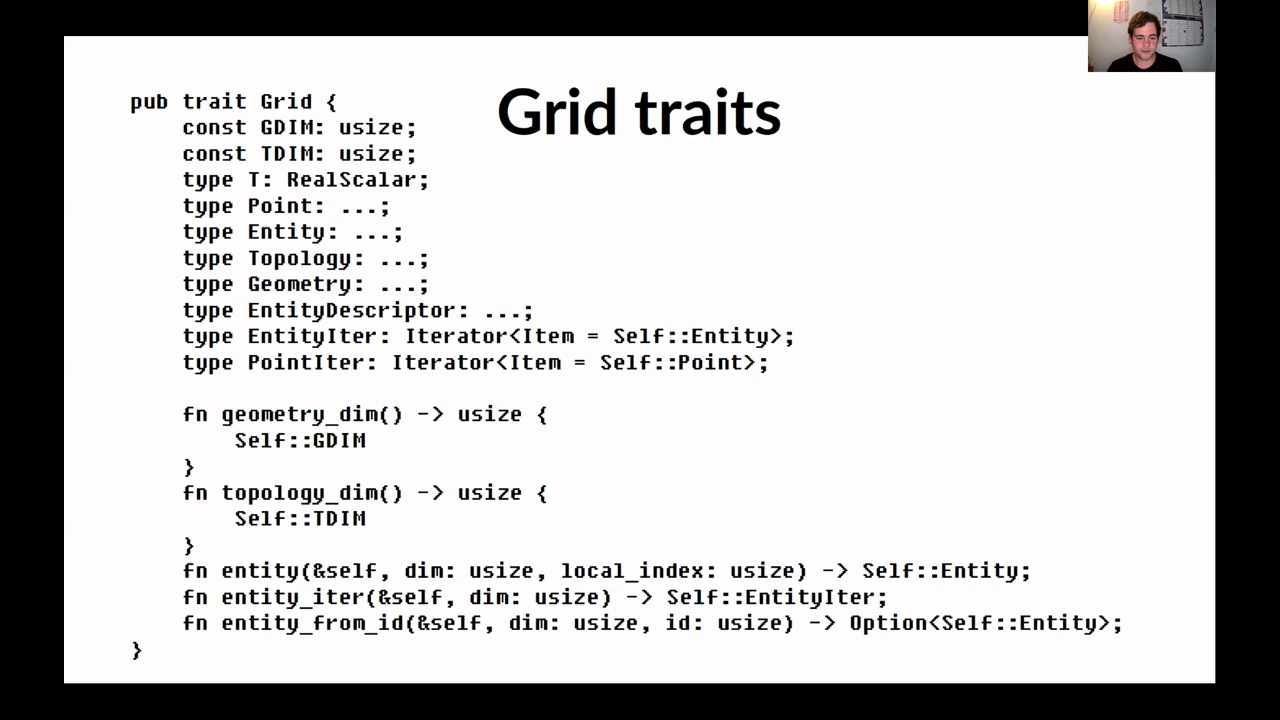 Grid traits
pub trait Grid {
    const GDIM: usize;
    const TDIM: usize;
    type T: RealScalar;
    type Point: ...;
    type Entity: ...;
    type Topology: ...;
    type Geometry: ...;
    type EntityDescriptor: ...;
    type EntityIter: Iterator<Item = Self::Entity>;
    type PointIter: Iterator<Item = Self::Point>;
    fn geometry_dim() -> usize {
        Self::GDIM
    }
    fn topology_dim() -> usize {
        Self::TDIM
    }
    fn entity(&self, dim: usize, local_index: usize) -> Self::Entity;
    fn entity_iter(&self, dim: usize) -> Self::EntityIter;
    fn entity_from_id(&self, dim: usize, id: usize) -> Option<Self::Entity>;
}